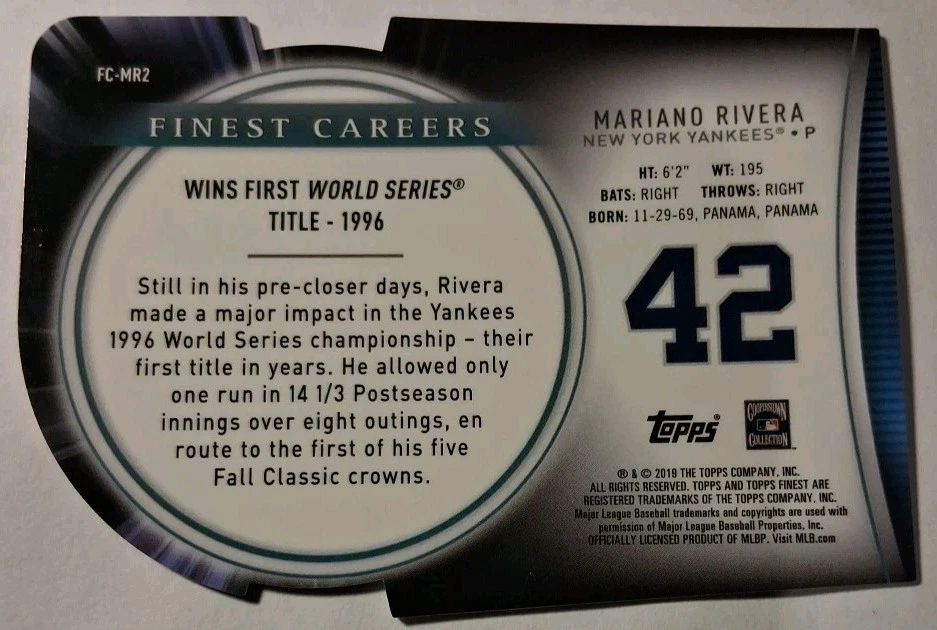 FC-MR2
FINEST CAREERS
WINS FIRST WORLD SERIES®
TITLE - 1996
Still in his pre-closer days, Rivera
made a major impact in the Yankees
1996 World Series championship – their
first title in years. He allowed only
one run in 14 1/3 Postseason
innings over eight outings, en
route to the first of his five
Fall Classic crowns.
MARIANO RIVERA
NEW YORK YANKEES® • P
HT: 6'2" WT: 195
BATS: RIGHT THROWS: RIGHT
BORN: 11-29-69, PANAMA, PANAMA
42
Topps®
COOPERSTOWN
COLLECTION™
® & © 2019 THE TOPPS COMPANY, INC.
ALL RIGHTS RESERVED. TOPPS AND TOPPS FINEST ARE
REGISTERED TRADEMARKS OF THE TOPPS COMPANY, INC.
Major League Baseball trademarks and copyrights are used with
permission of Major League Baseball Properties, Inc.
OFFICIALLY LICENSED PRODUCT OF MLBP. Visit MLB.com